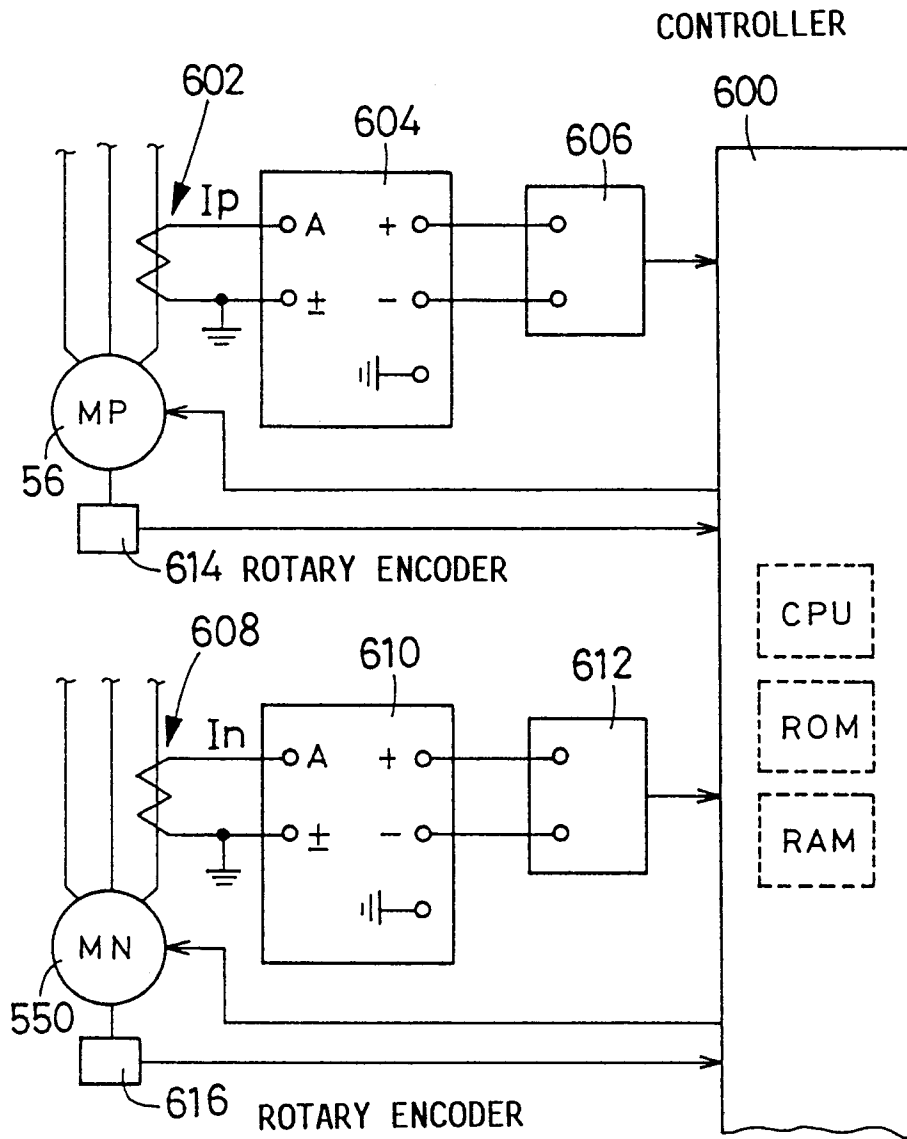 CONTROLLER
602
604
606
600
Ip
A
+
±
-
MP
56
614 ROTARY ENCODER
CPU
608
610
612
In
A
+
ROM
±
-
RAM
MN
550
616
ROTARY ENCODER